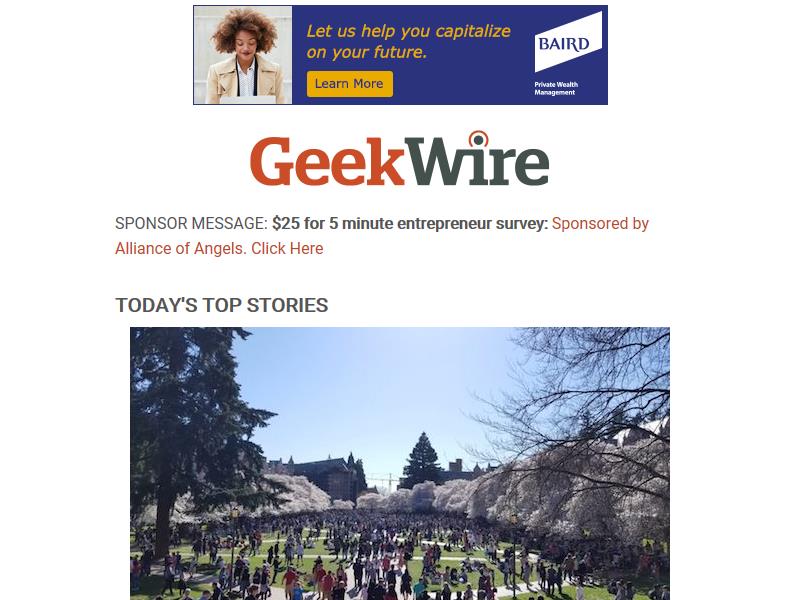 Let us help you capitalize
on your future.
Learn More
BAIRD
Private Wealth
Management
GeekWire
SPONSOR MESSAGE: $25 for 5 minute entrepreneur survey: Sponsored by
Alliance of Angels. Click Here
TODAY'S TOP STORIES